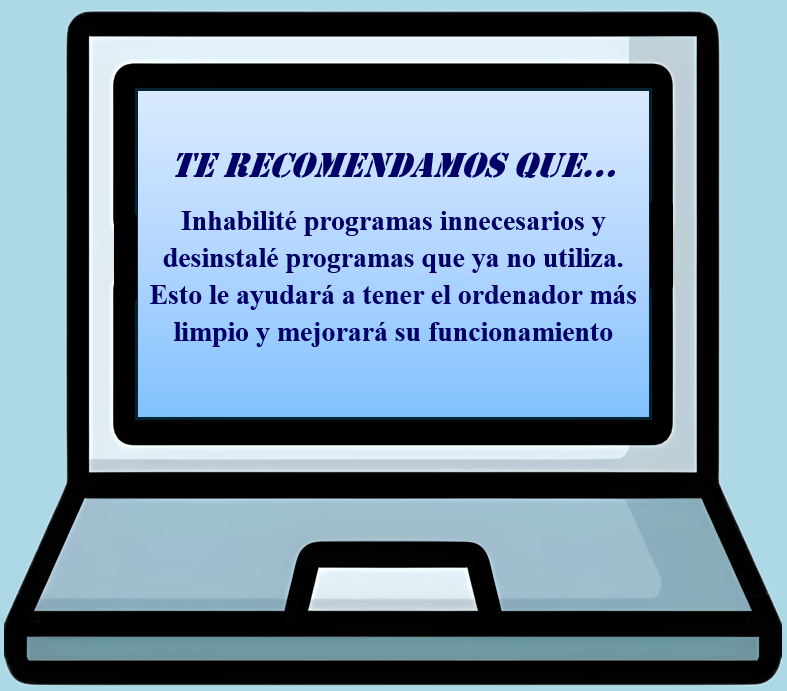 TE RECOMENDAMOS QUE...
Inhabilité programas innecesarios y
desinstalé programas que ya no utiliza.
Esto le ayudará a tener el ordenador más
limpio y mejorará su funcionamiento